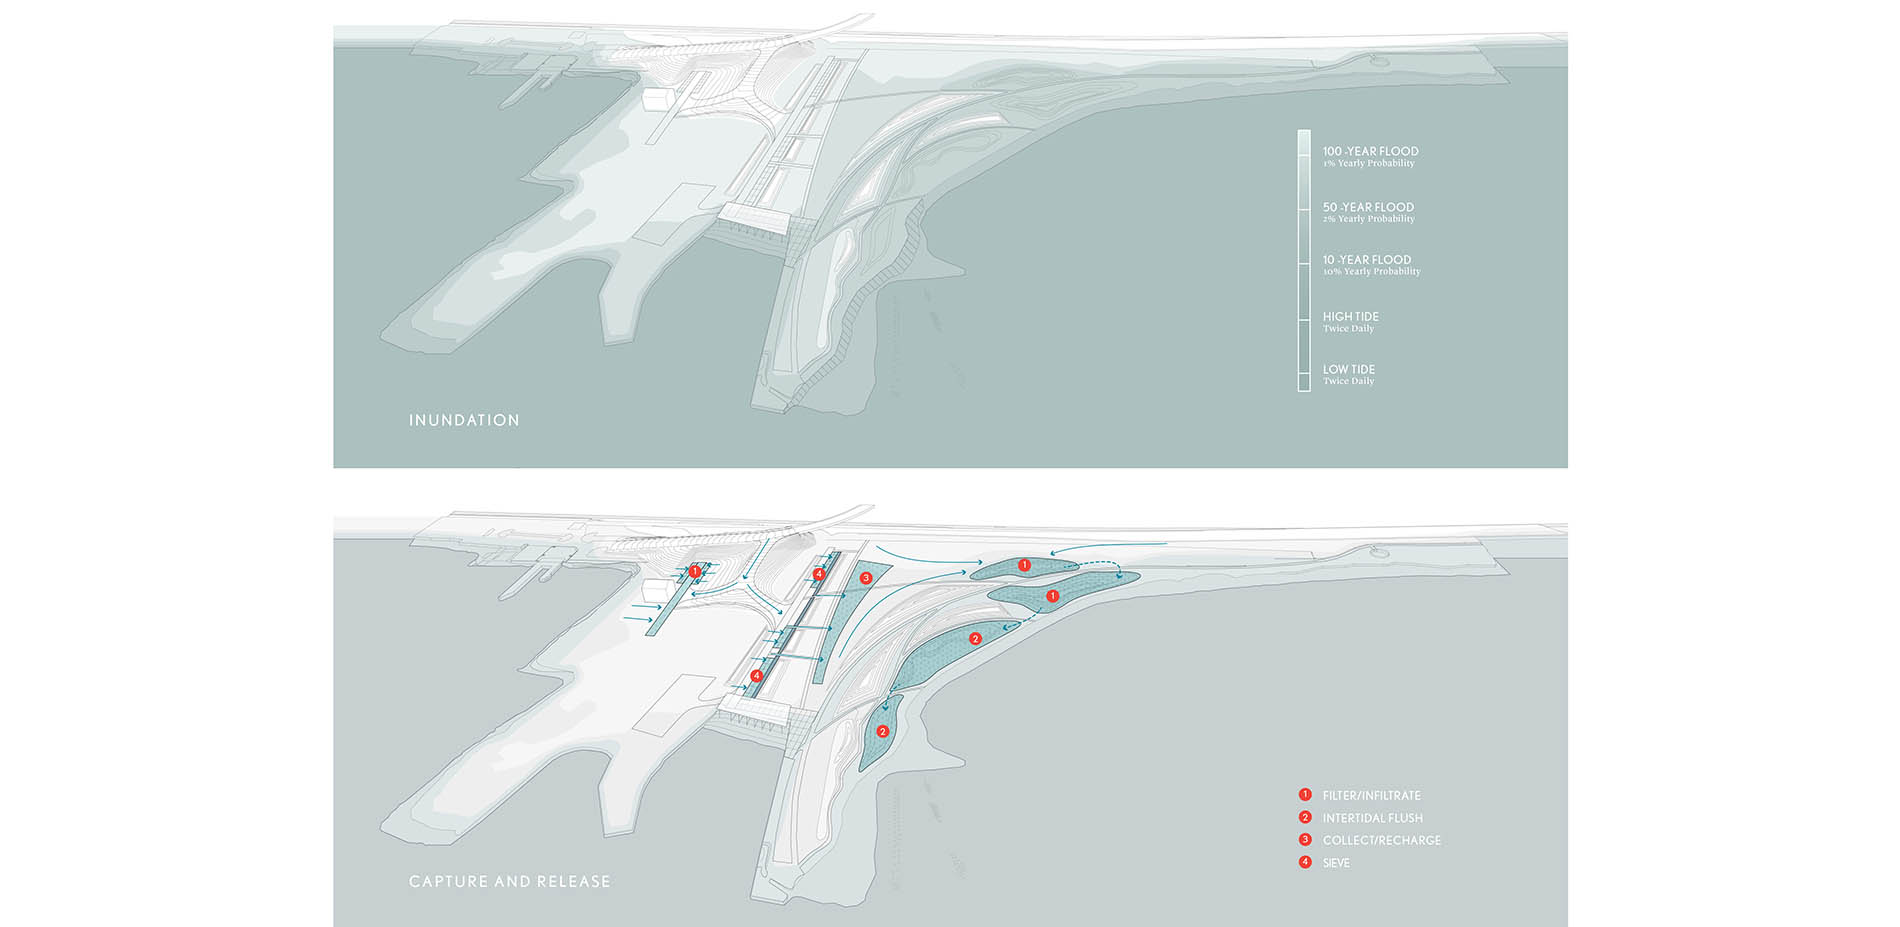 100 -YEAR FLOOD
1% Yearly Probability
50 -YEAR FLOOD
2% Yearly Probability
10 -YEAR FLOOD
10% Yearly Probability
HIGH TIDE
Twice Daily
LOW TIDE
Twice Daily
INUNDATION
1
4
3
1
1
2
4
2
1 FILTER/INFILTRATE
2 INTERTIDAL FLUSH
3 COLLECT/RECHARGE
4 SIEVE
CAPTURE AND RELEASE